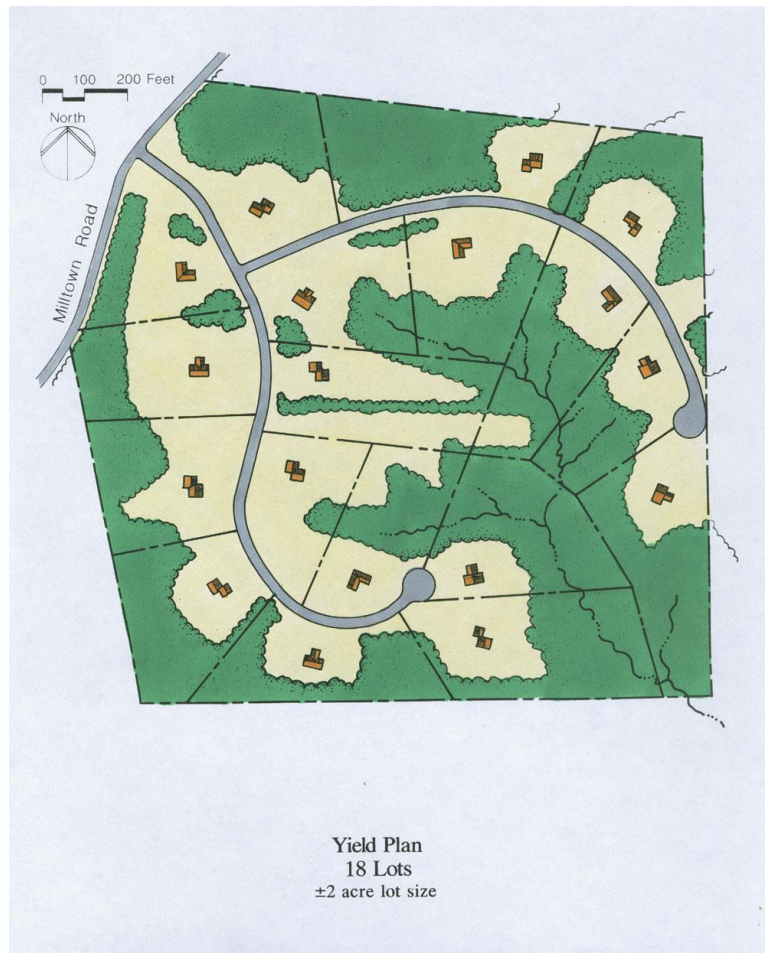 0 100 200 Feet
North
Milltown Road
Yield Plan
18 Lots
±2 acre lot size